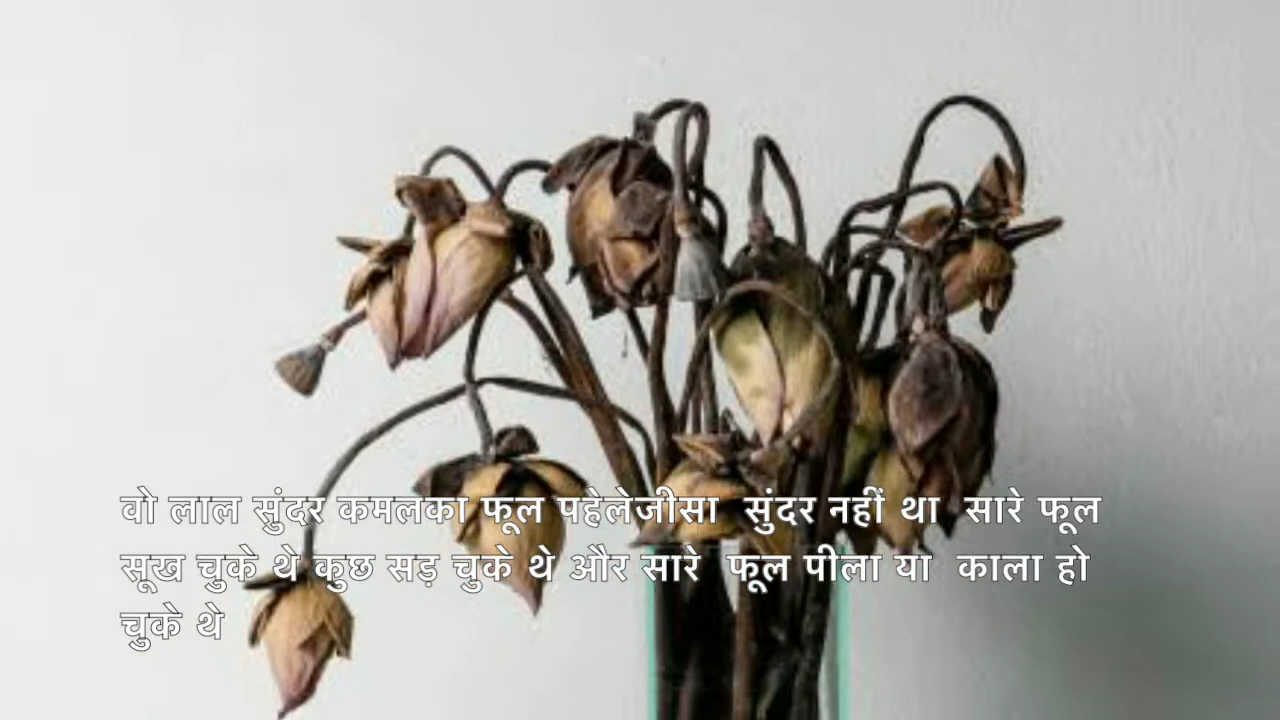 वो लाल सुंदर कमलका फूल पहेलेजीसा सुंदर नहीं था सारे फूल
सूख चुके थे कुछ सड़ चुके थे और सारे फूल पीला या काला हो
चुके थे